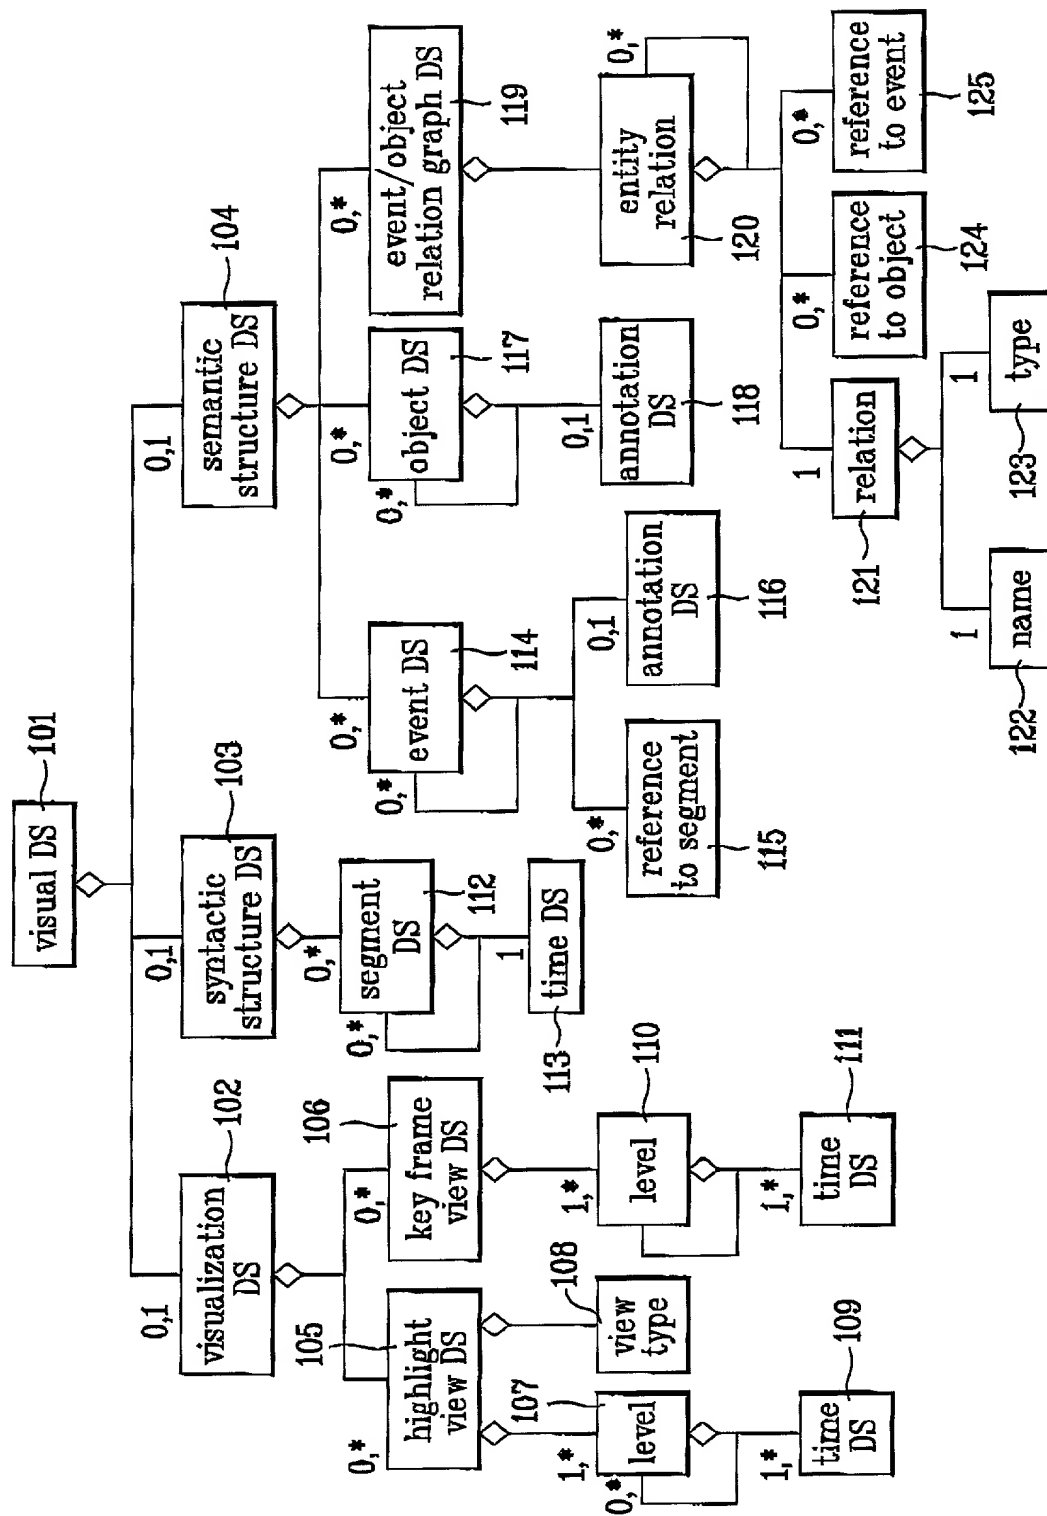 visual DS
101
0,1
visualization
DS
102
0,1
syntactic
structure DS
103
0,1
semantic
structure DS
104
0,*
highlight
view DS
105
0,*
key frame
view DS
106
0,*
segment
DS
112
0,*
0,*
event DS
114
0,*
0,*
object DS
117
0,*
0,*
event/object
relation graph DS
119
1,*
level
107
0,*
view
type
108
1,*
level
110
1
time DS
113
0,*
reference
to segment
115
0,1
annotation
DS
116
0,1
annotation
DS
118
entity
relation
120
0,*
1,*
time
DS
109
1,*
time
DS
111
1
relation
121
0,*
reference
to object
124
0,*
reference
to event
125
1
name
122
1
type
123